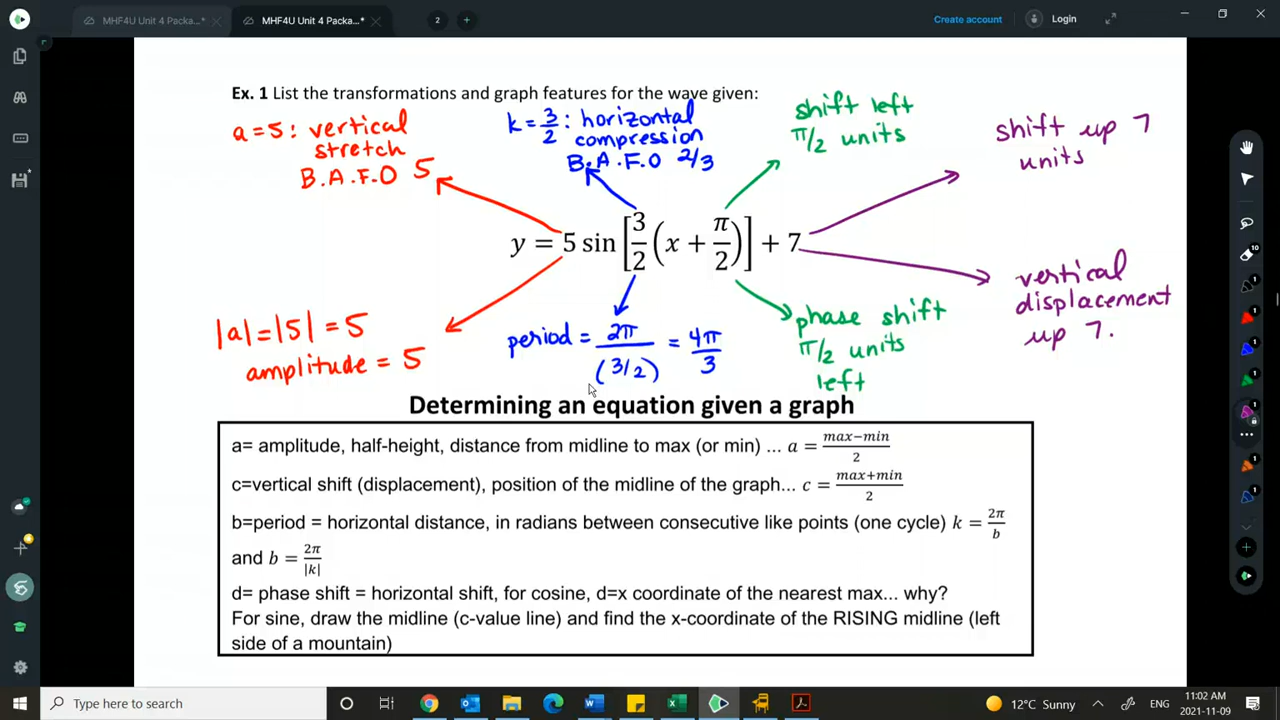 MHF4U Unit 4 Packa...*
MHF4U Unit 4 Packa...*
2
Create account
Login
Ex. 1 List the transformations and graph features for the wave given:
a = 5 : vertical
stretch
B.A.F.O 5
k = 3/2 : horizontal
compression
B.A.F.O 2/3
shift left
π/2 units
shift up 7
units
y = 5 sin [3/2 (x + π/2)] + 7
|a| = |5| = 5
amplitude = 5
period = 2π/(3/2) = 4π/3
phase shift
π/2 units
left
vertical
displacement
up 7.
Determining an equation given a graph
a= amplitude, half-height, distance from midline to max (or min) ... a = max−min/2
c=vertical shift (displacement), position of the midline of the graph... c = max+min/2
b=period = horizontal distance, in radians between consecutive like points (one cycle) k = 2π/b
and b = 2π/|k|
d= phase shift = horizontal shift, for cosine, d=x coordinate of the nearest max... why?
For sine, draw the midline (c-value line) and find the x-coordinate of the RISING midline (left
side of a mountain)
Type here to search
12°C Sunny
ENG
11:02 AM
2021-11-09